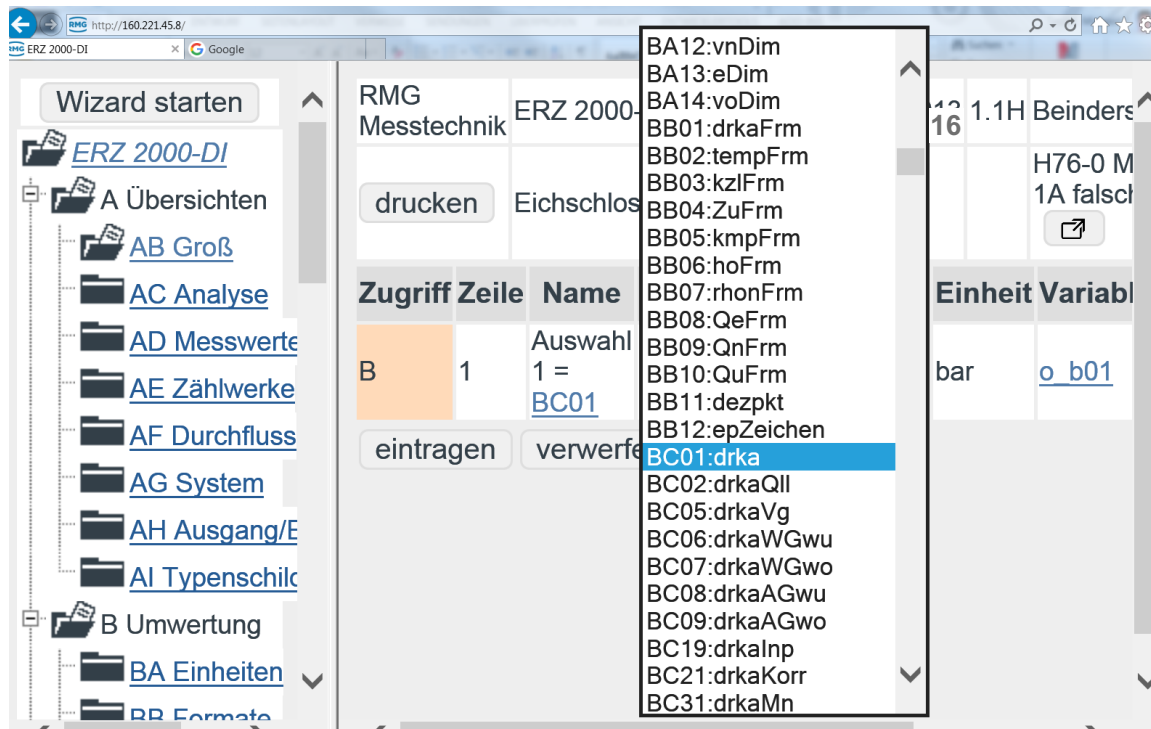 RMG http://160.221.45.8/
RMG ERZ 2000-DI × G Google
Wizard starten
ERZ 2000-DI
A Übersichten
AB Groß
AC Analyse
AD Messwerte
AE Zählwerke
AF Durchfluss
AG System
AH Ausgang/E
AI Typenschild
B Umwertung
BA Einheiten
BB Formate
RMG
Messtechnik
ERZ 2000-
16
1.1H
Beinders
drucken
Eichschlos
H76-0 M
1A falsch
Zugriff Zeile Name Einheit Variabl
B 1
Auswahl
1 =
BC01
bar o_b01
eintragen verwerfe
BA12:vnDim
BA13:eDim
BA14:voDim
BB01:drkaFrm
BB02:tempFrm
BB03:kzlFrm
BB04:ZuFrm
BB05:kmpFrm
BB06:hoFrm
BB07:rhonFrm
BB08:QeFrm
BB09:QnFrm
BB10:QuFrm
BB11:dezpkt
BB12:epZeichen
BC01:drka
BC02:drkaQll
BC05:drkaVg
BC06:drkaWGwu
BC07:drkaWGwo
BC08:drkaAGwu
BC09:drkaAGwo
BC19:drkaInp
BC21:drkaKorr
BC31:drkaMn